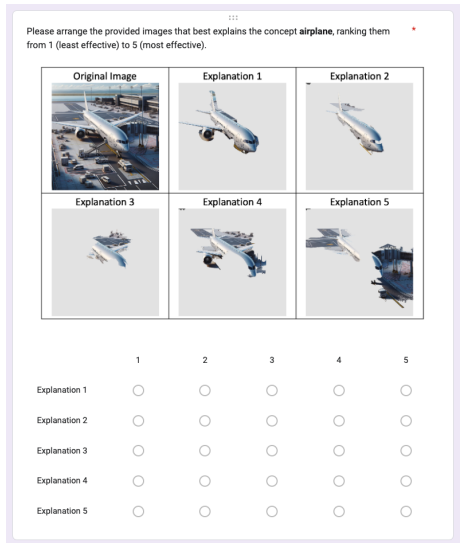 Please arrange the provided images that best explains the concept airplane, ranking them *
from 1 (least effective) to 5 (most effective).
Original Image Explanation 1 Explanation 2
Explanation 3 Explanation 4 Explanation 5
1 2 3 4 5
Explanation 1
Explanation 2
Explanation 3
Explanation 4
Explanation 5